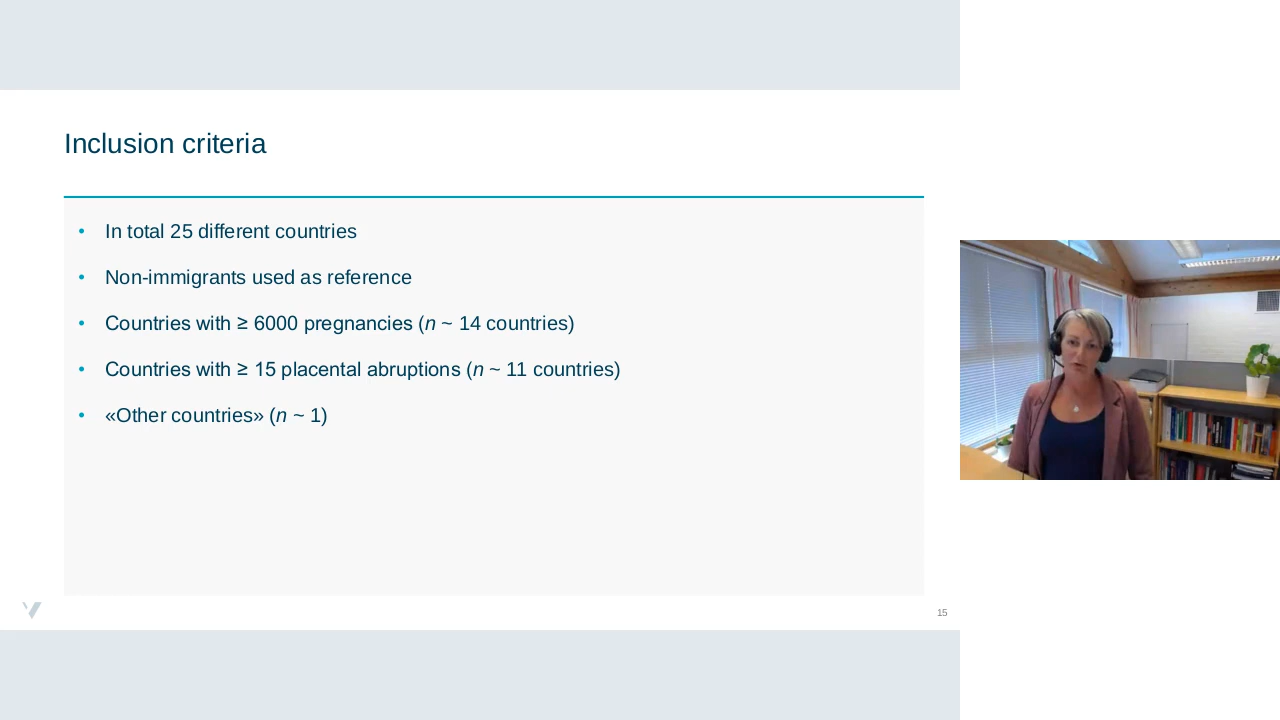 Inclusion criteria
• In total 25 different countries
• Non-immigrants used as reference
• Countries with ≥ 6000 pregnancies (n ~ 14 countries)
• Countries with ≥ 15 placental abruptions (n ~ 11 countries)
• «Other countries» (n ~ 1)
15